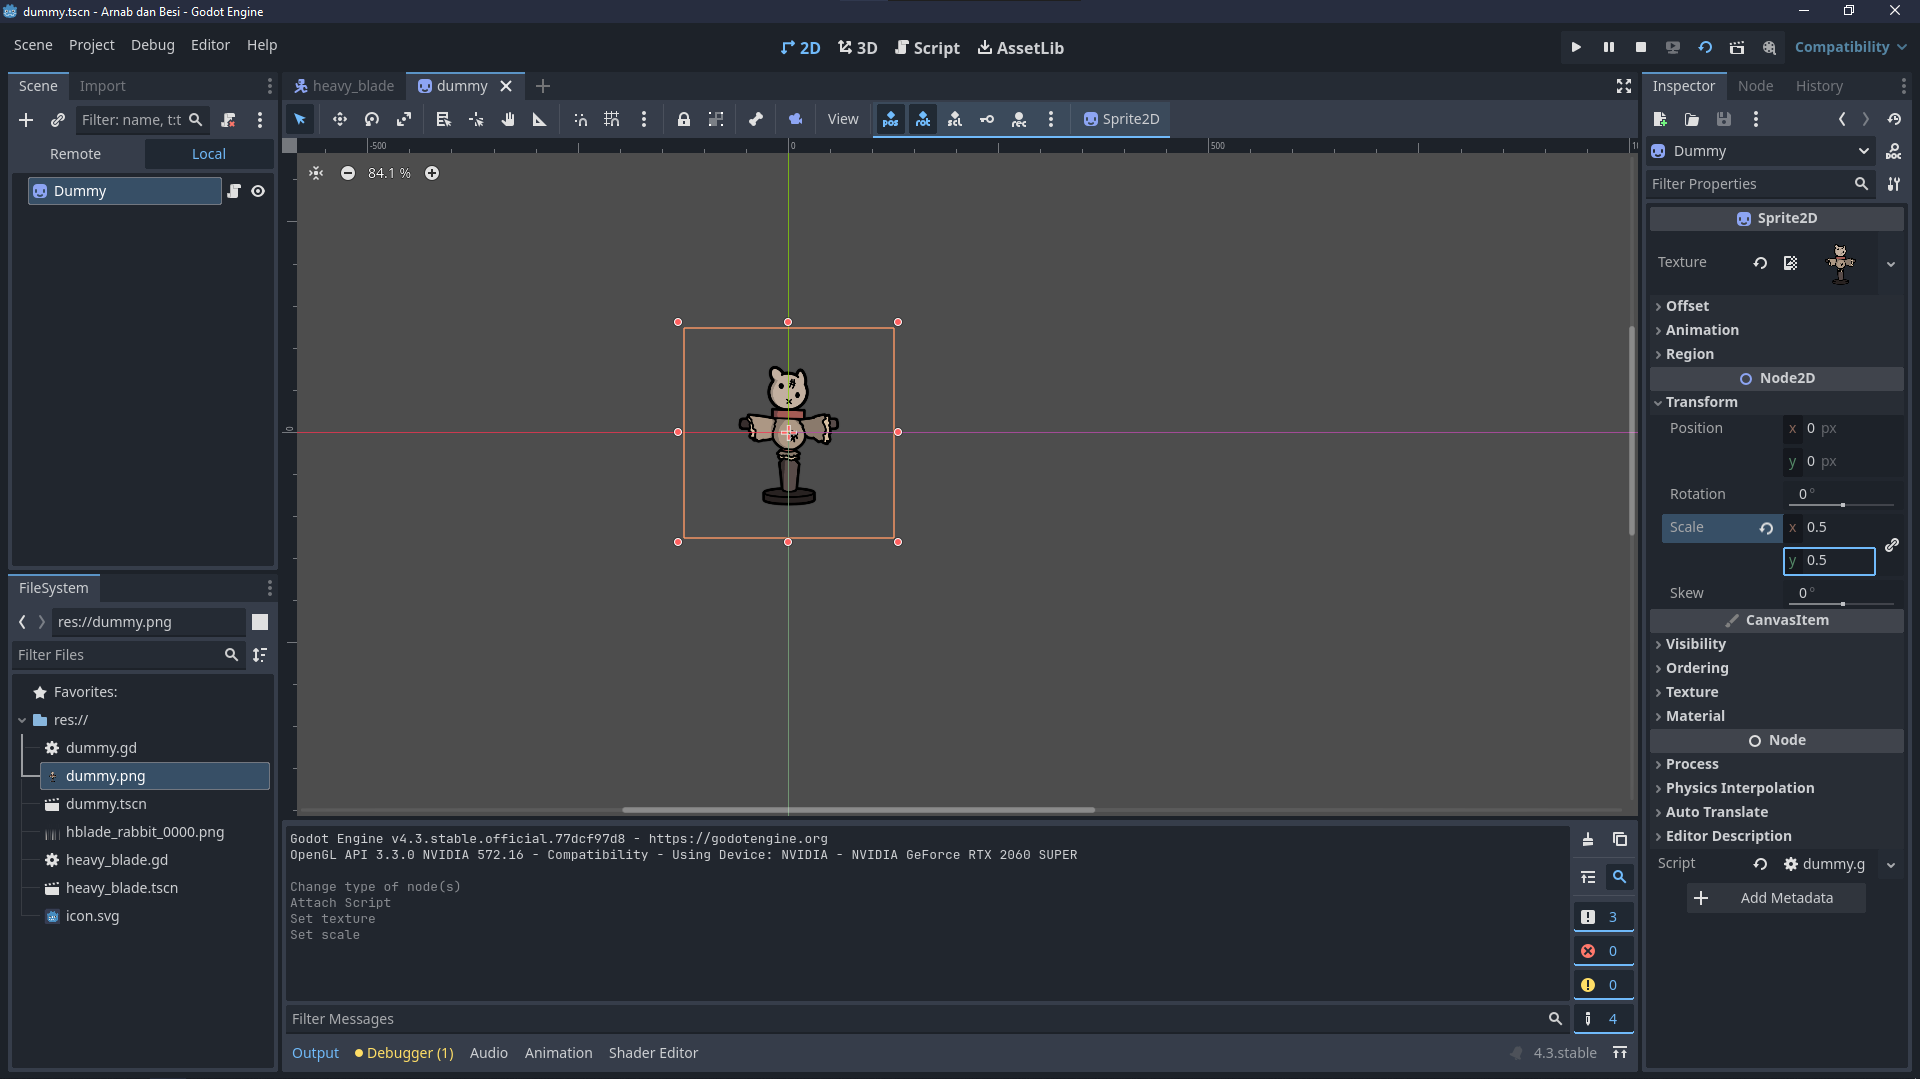 dummy.tscn - Arnab dan Besi - Godot Engine
Scene Project Debug Editor Help
2D 3D Script AssetLib
Compatibility
Scene Import
heavy_blade dummy
Inspector Node History
Filter: name, t:t
View
pos rot scl rec
Sprite2D
Remote Local
Dummy
DOC
-500 0 500
84.1 %
0
Dummy
Filter Properties
Sprite2D
Texture
Offset
Animation
Region
Node2D
Transform
Position x 0 px
y 0 px
Rotation 0 °
Scale x 0.5
y 0.5
Skew 0 °
CanvasItem
Visibility
Ordering
Texture
Material
Node
Process
Physics Interpolation
Auto Translate
Editor Description
Script dummy.g
Add Metadata
FileSystem
res://dummy.png
Filter Files
Favorites:
res://
dummy.gd
dummy.png
dummy.tscn
hblade_rabbit_0000.png
heavy_blade.gd
heavy_blade.tscn
icon.svg
Godot Engine v4.3.stable.official.77dcf97d8 - https://godotengine.org
OpenGL API 3.3.0 NVIDIA 572.16 - Compatibility - Using Device: NVIDIA - NVIDIA GeForce RTX 2060 SUPER
Change type of node(s)
Attach Script
Set texture
Set scale
3
0
0
4
Filter Messages
Output Debugger (1) Audio Animation Shader Editor
4.3.stable